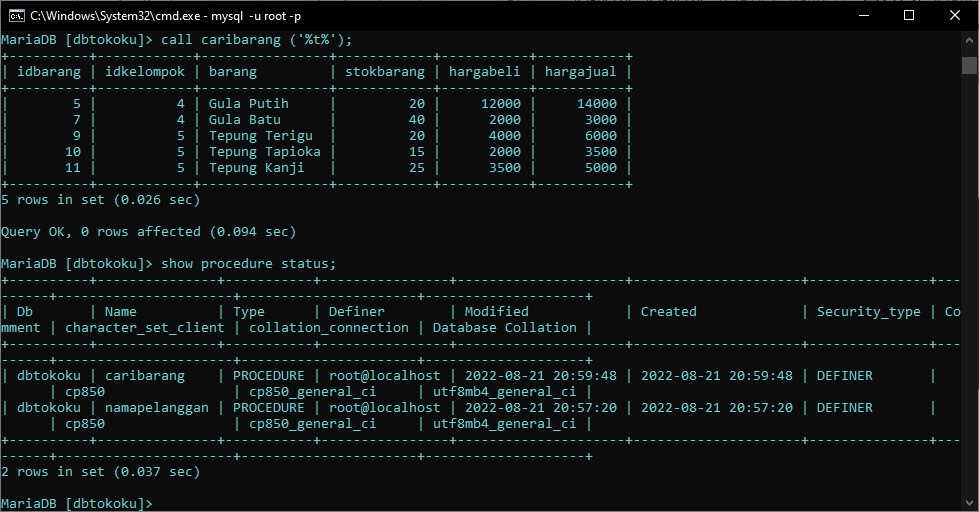 C:\Windows\System32\cmd.exe - mysql  -u root -p
MariaDB [dbtokoku]> call caribarang ('%t%');
+----------+------------+----------------+------------+-----------+-----------+
| idbarang | idkelompok | barang         | stokbarang | hargabeli | hargajual |
+----------+------------+----------------+------------+-----------+-----------+
|        5 |          4 | Gula Putih     |         20 |     12000 |     14000 |
|        7 |          4 | Gula Batu      |         40 |      2000 |      3000 |
|        9 |          5 | Tepung Terigu  |         20 |      4000 |      6000 |
|       10 |          5 | Tepung Tapioka |         15 |      2000 |      3500 |
|       11 |          5 | Tepung Kanji   |         25 |      3500 |      5000 |
+----------+------------+----------------+------------+-----------+-----------+
5 rows in set (0.026 sec)
Query OK, 0 rows affected (0.094 sec)
MariaDB [dbtokoku]> show procedure status;
+----------+---------------+-----------+----------------+---------------------+---------------------+---------------+---
------+----------------------+----------------------+--------------------+
| Db       | Name          | Type      | Definer        | Modified            | Created             | Security_type | Co
mment | character_set_client | collation_connection | Database Collation |
+----------+---------------+-----------+----------------+---------------------+---------------------+---------------+---
------+----------------------+----------------------+--------------------+
| dbtokoku | caribarang    | PROCEDURE | root@localhost | 2022-08-21 20:59:48 | 2022-08-21 20:59:48 | DEFINER       |
      | cp850                | cp850_general_ci     | utf8mb4_general_ci |
| dbtokoku | namapelanggan | PROCEDURE | root@localhost | 2022-08-21 20:57:20 | 2022-08-21 20:57:20 | DEFINER       |
      | cp850                | cp850_general_ci     | utf8mb4_general_ci |
+----------+---------------+-----------+----------------+---------------------+---------------------+---------------+---
------+----------------------+----------------------+--------------------+
2 rows in set (0.037 sec)
MariaDB [dbtokoku]>